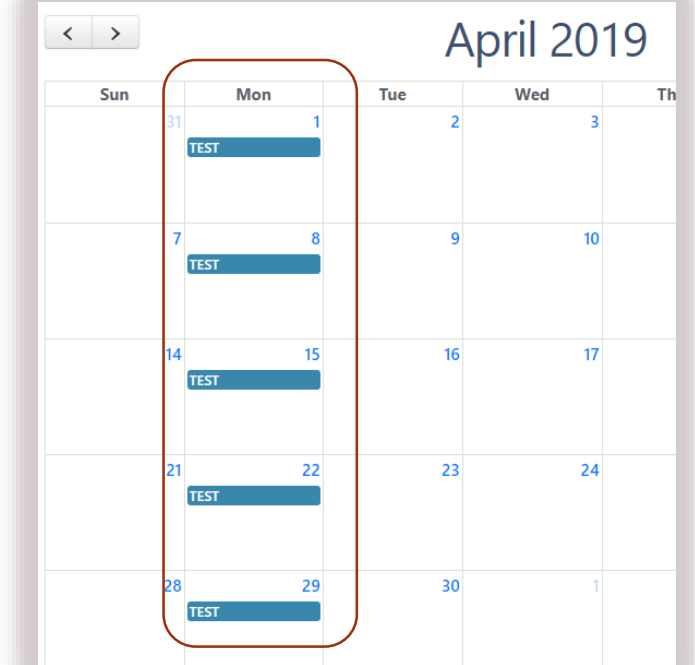 < > April 2019
Sun Mon Tue Wed Th
31 1 2 3
TEST
7 8 9 10
TEST
14 15 16 17
TEST
21 22 23 24
TEST
28 29 30 1
TEST